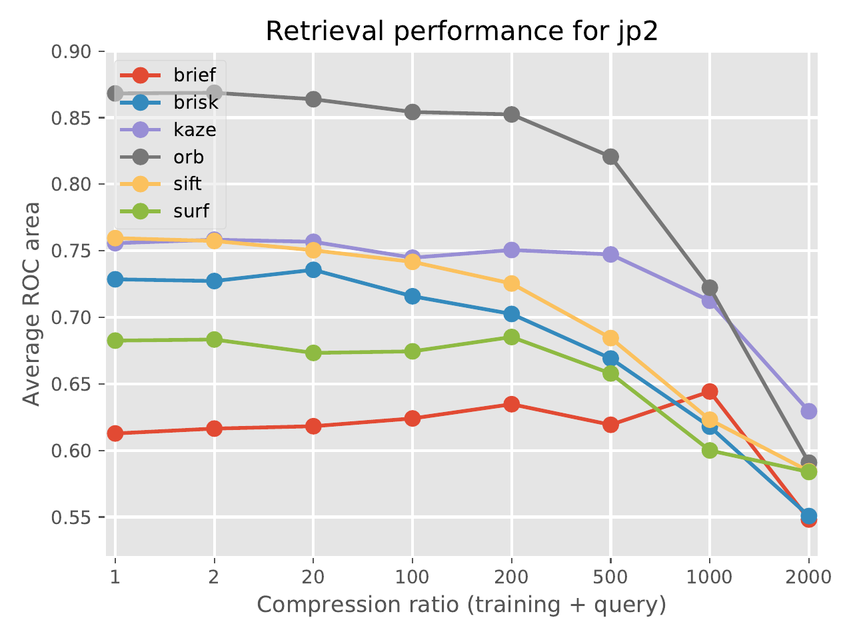 Retrieval performance for jp2
0.90
0.85
0.80
0.75
0.70
0.65
0.60
0.55
Average ROC area
brief
brisk
kaze
orb
sift
surf
1 2 20 100 200 500 1000 2000
Compression ratio (training + query)